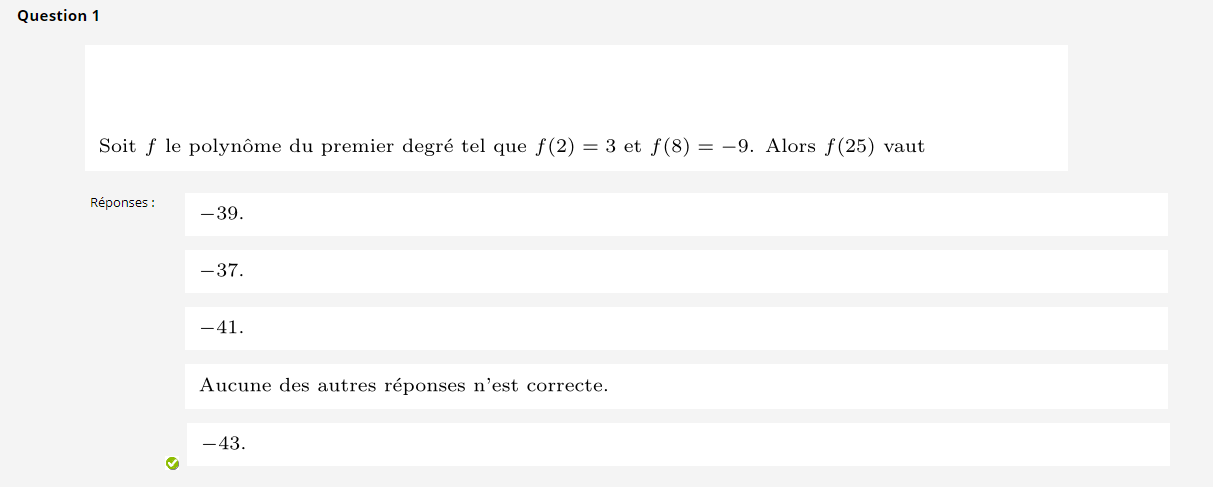 Question 1
Soit f le polynôme du premier degré tel que f(2) = 3 et f(8) = −9. Alors f(25) vaut
Réponses :
−39.
−37.
−41.
Aucune des autres réponses n'est correcte.
−43.